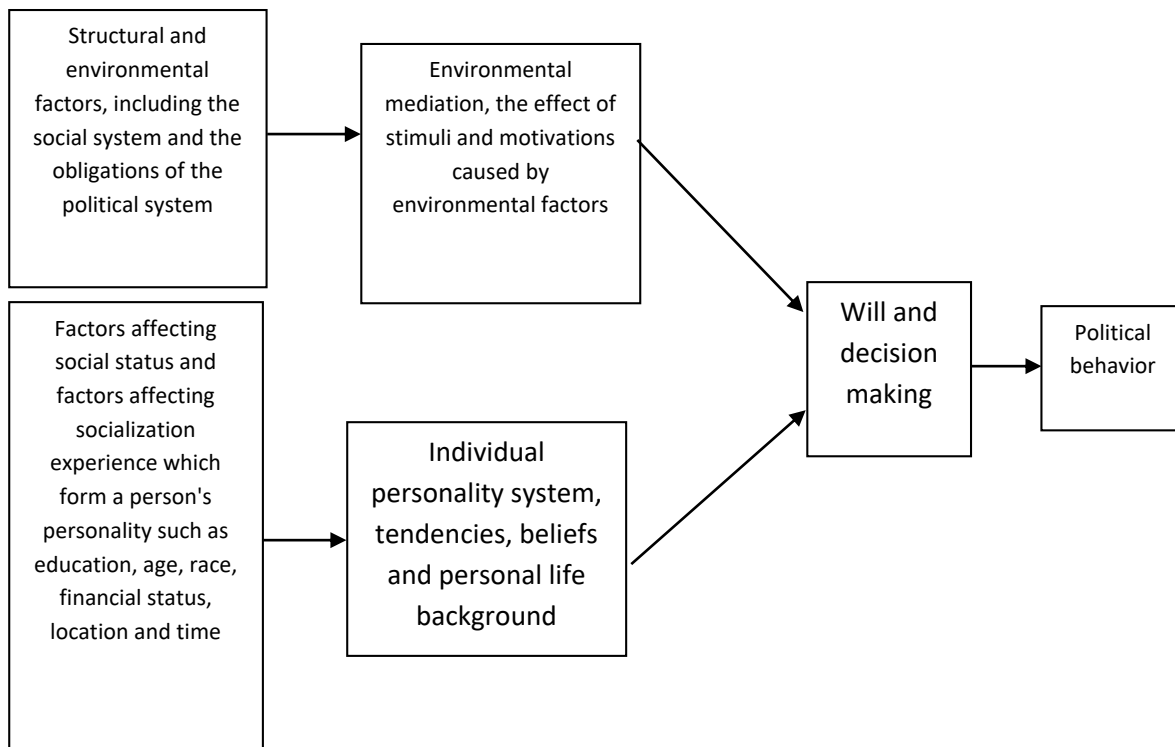 Structural and
environmental
factors, including the
social system and the
obligations of the
political system
Environmental
mediation, the effect of
stimuli and motivations
caused by
environmental factors
Factors affecting
social status and
factors affecting
socialization
experience which
form a person's
personality such as
education, age, race,
financial status,
location and time
Individual
personality system,
tendencies, beliefs
and personal life
background
Will and
decision
making
Political
behavior